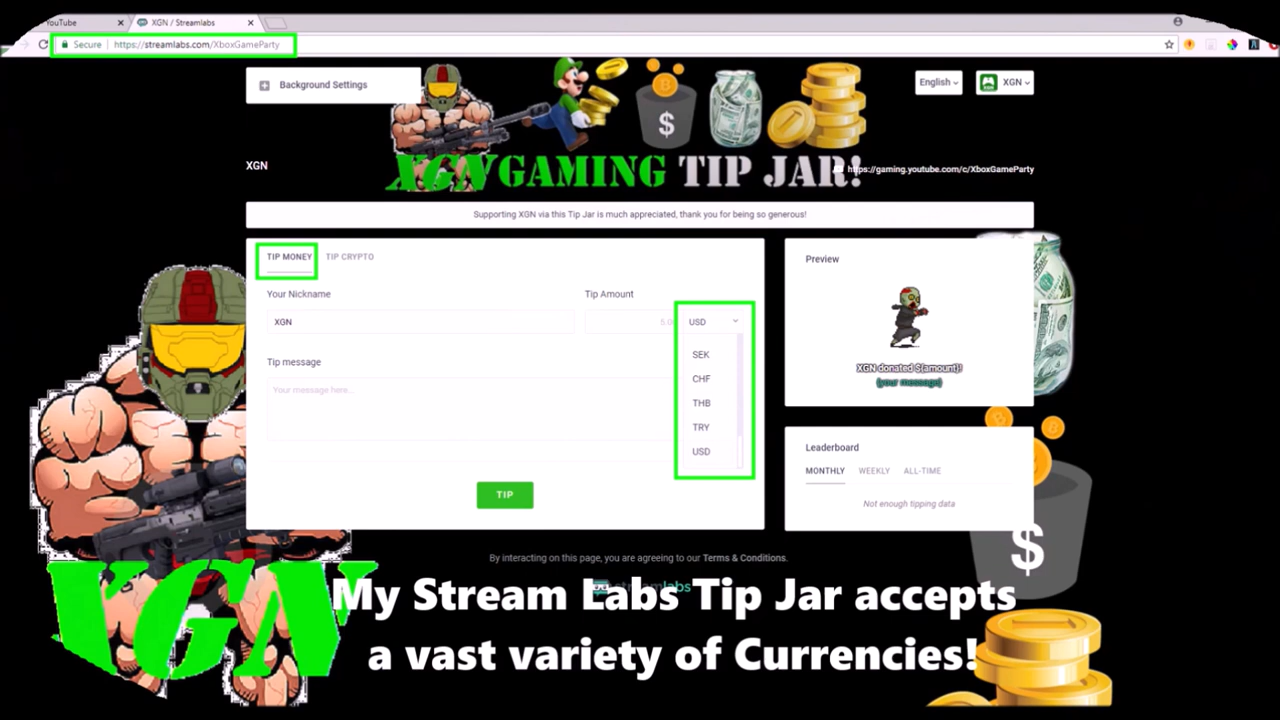 YouTube
XGN / Streamlabs
Secure
https://streamlabs.com/XboxGameParty
Background Settings
$
English
XGN
XGN
XGN GAMING TIP JAR!
https://gaming.youtube.com/c/XboxGameParty
Supporting XGN via this Tip Jar is much appreciated, thank you for being so generous!
TIP MONEY
TIP CRYPTO
Preview
Your Nickname
Tip Amount
XGN
USD
SEK
CHF
THB
TRY
USD
Tip message
Your message here...
XGN donated ${amount}!
{your message}
TIP
Leaderboard
MONTHLY
WEEKLY
ALL-TIME
Not enough tipping data
By interacting on this page, you are agreeing to our Terms & Conditions.
$
XGN
My Stream Labs Tip Jar accepts
a vast variety of Currencies!